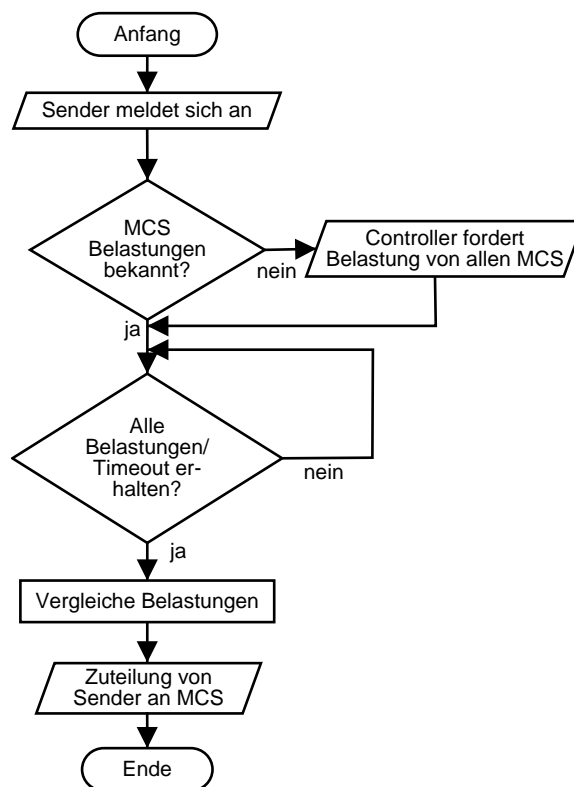 Anfang
Sender meldet sich an
MCS
Belastungen
bekannt?
nein
Controller fordert
Belastung von allen MCS
ja
Alle
Belastungen/
Timeout er-
halten?
nein
ja
Vergleiche Belastungen
Zuteilung von
Sender an MCS
Ende